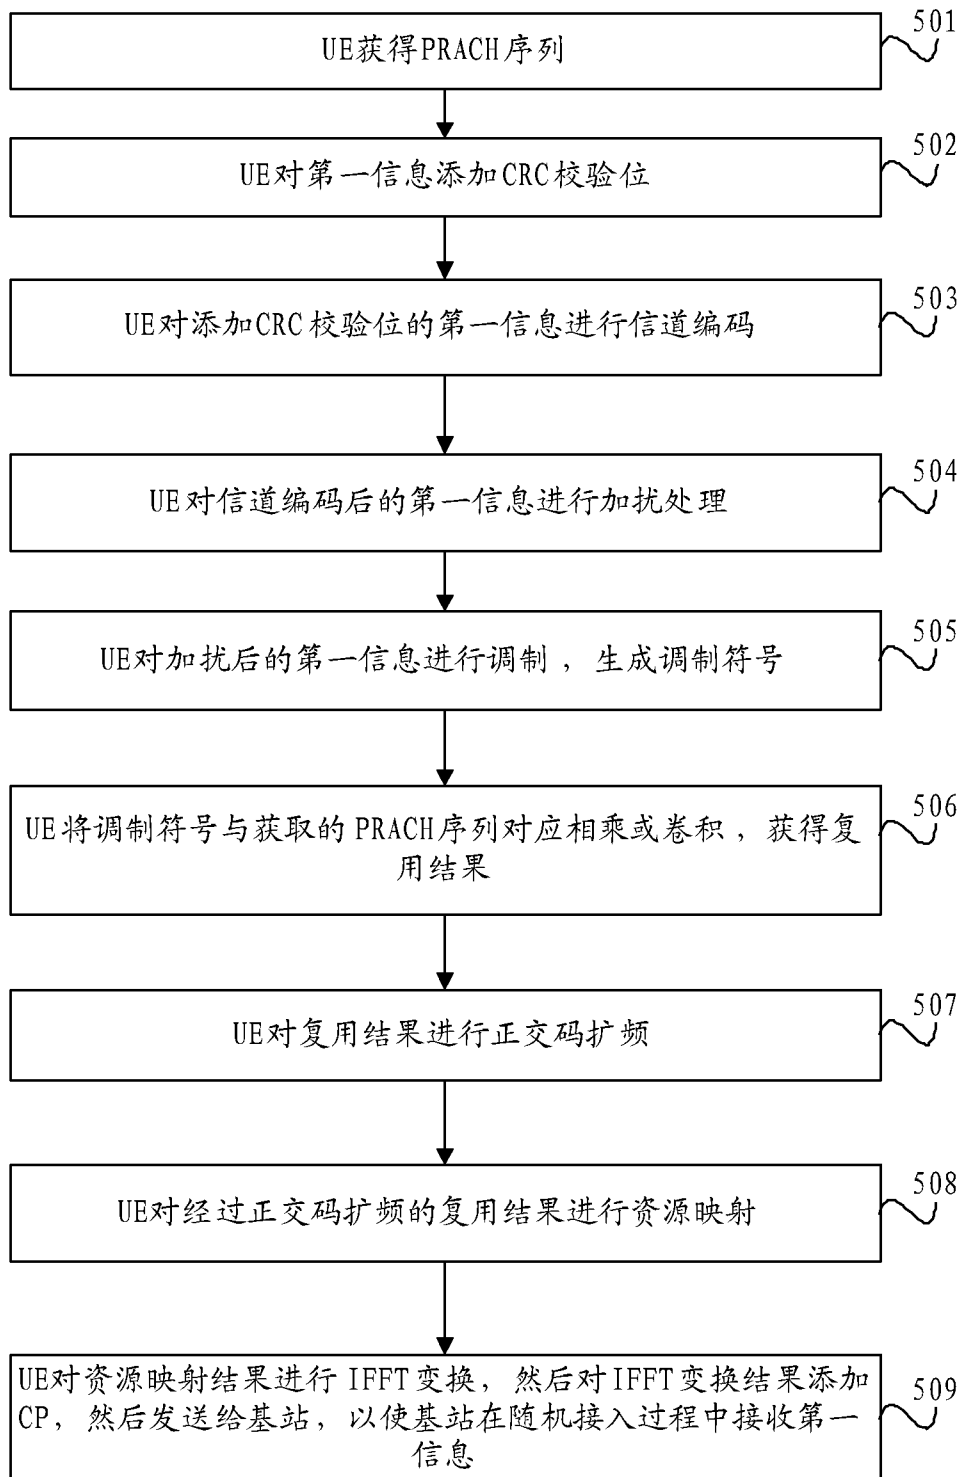 501
UE获得PRACH序列
502
UE对第一信息添加CRC校验位
503
UE对添加CRC校验位的第一信息进行信道编码
504
UE对信道编码后的第一信息进行加扰处理
505
UE对加扰后的第一信息进行调制，生成调制符号
506
UE将调制符号与获取的PRACH序列对应相乘或卷积，获得复
用结果
507
UE对复用结果进行正交码扩频
508
UE对经过正交码扩频的复用结果进行资源映射
509
UE对资源映射结果进行IFFT变换，然后对IFFT变换结果添加
CP，然后发送给基站，以使基站在随机接入过程中接收第一
信息